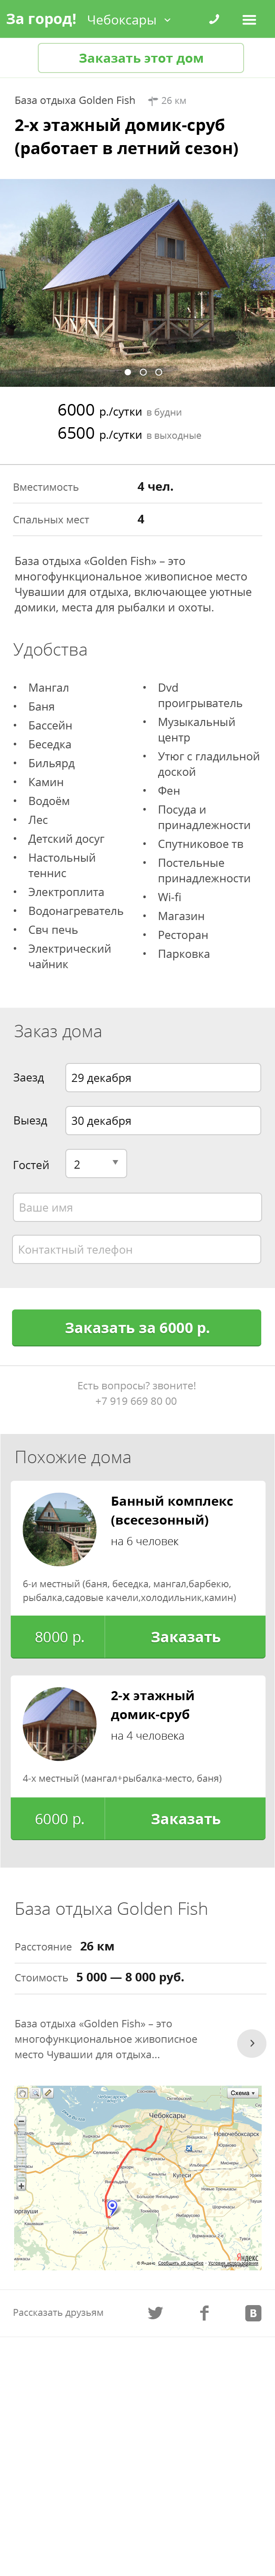 За город! Чебоксары
Заказать этот дом
База отдыха Golden Fish 26 км
2-х этажный домик-сруб
(работает в летний сезон)
6000 р./сутки в будни
6500 р./сутки в выходные
Вместимость 4 чел.
Спальных мест 4
База отдыха «Golden Fish» – это
многофункциональное живописное место
Чувашии для отдыха, включающее уютные
домики, места для рыбалки и охоты.
Удобства
• Мангал
• Баня
• Бассейн
• Беседка
• Бильярд
• Камин
• Водоём
• Лес
• Детский досуг
• Настольный
теннис
• Электроплита
• Водонагреватель
• Свч печь
• Электрический
чайник
• Dvd
проигрыватель
• Музыкальный
центр
• Утюг с гладильной
доской
• Фен
• Посуда и
принадлежности
• Спутниковое тв
• Постельные
принадлежности
• Wi-fi
• Магазин
• Ресторан
• Парковка
Заказ дома
Заезд 29 декабря
Выезд 30 декабря
Гостей 2
Ваше имя
Контактный телефон
Заказать за 6000 р.
Есть вопросы? звоните!
+7 919 669 80 00
Похожие дома
Банный комплекс
(всесезонный)
на 6 человек
6-и местный (баня, беседка, мангал,барбекю,
рыбалка,садовые качели,холодильник,камин)
8000 р. Заказать
2-х этажный
домик-сруб
на 4 человека
4-х местный (мангал+рыбалка-место, баня)
6000 р. Заказать
База отдыха Golden Fish
Расстояние 26 км
Стоимость 5 000 — 8 000 руб.
База отдыха «Golden Fish» – это
многофункциональное живописное
место Чувашии для отдыха...
Схема
Чебоксары
Новочебоксарск
Кугеси
Ишлеи
Яндекс
Сообщить об ошибке Условия использования
Рассказать друзьям